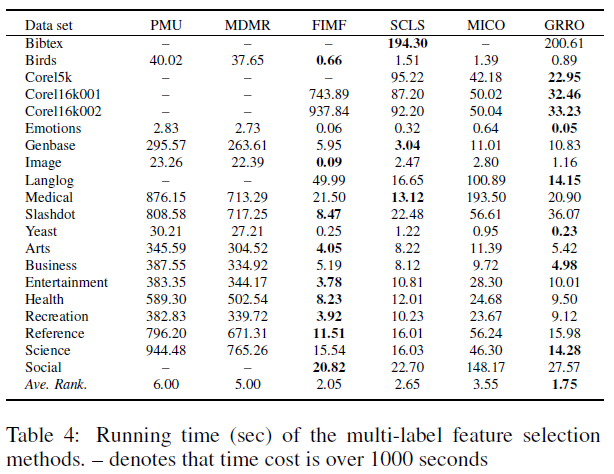 Data set PMU MDMR FIMF SCLS MICO GRRO
Bibtex – – – 194.30 – 200.61
Birds 40.02 37.65 0.66 1.51 1.39 0.89
Corel5k – – – 95.22 42.18 22.95
Corel16k001 – – 743.89 87.20 50.02 32.46
Corel16k002 – – 937.84 92.20 50.04 33.23
Emotions 2.83 2.73 0.06 0.32 0.64 0.05
Genbase 295.57 263.61 5.95 3.04 11.01 10.83
Image 23.26 22.39 0.09 2.47 2.80 1.16
Langlog – – 49.99 16.65 100.89 14.15
Medical 876.15 713.29 21.50 13.12 193.50 20.90
Slashdot 808.58 717.25 8.47 22.48 56.61 36.07
Yeast 30.21 27.21 0.25 1.22 0.95 0.23
Arts 345.59 304.52 4.05 8.22 11.39 5.42
Business 387.55 334.92 5.19 8.12 9.72 4.98
Entertainment 383.35 344.17 3.78 10.81 28.30 10.01
Health 589.30 502.54 8.23 12.01 24.68 9.50
Recreation 382.83 339.72 3.92 10.23 23.67 9.12
Reference 796.20 671.31 11.51 16.01 56.24 15.98
Science 944.48 765.26 15.54 16.03 46.30 14.28
Social – – 20.82 22.70 148.17 27.57
Ave. Rank. 6.00 5.00 2.05 2.65 3.55 1.75
Table 4: Running time (sec) of the multi-label feature selection
methods. – denotes that time cost is over 1000 seconds